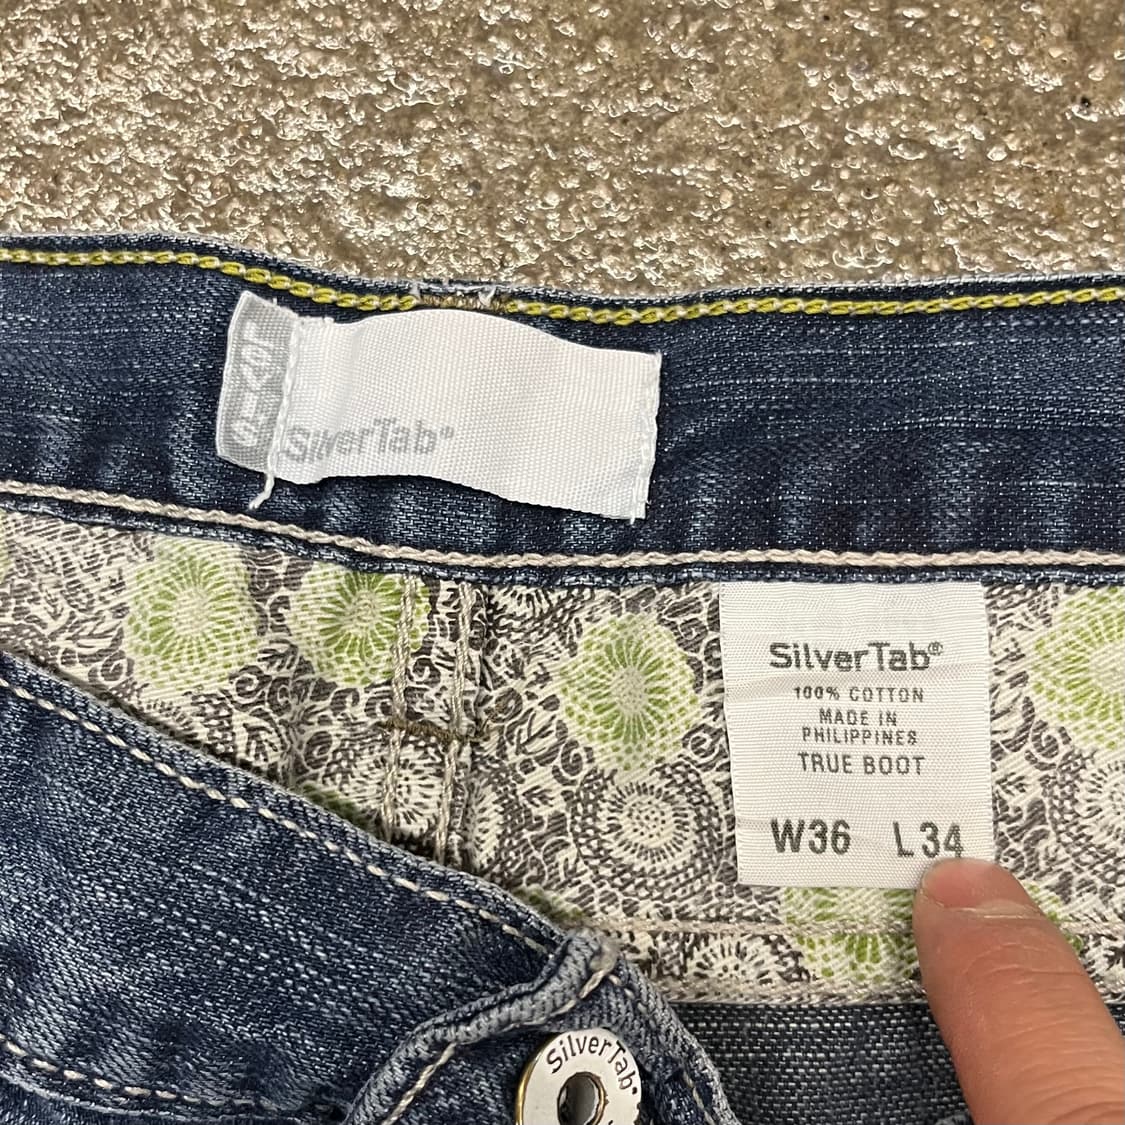 LEVI'S
SilverTab®
SilverTab®
100% COTTON
MADE IN
PHILIPPINES
TRUE BOOT
W36 L34
SilverTab®